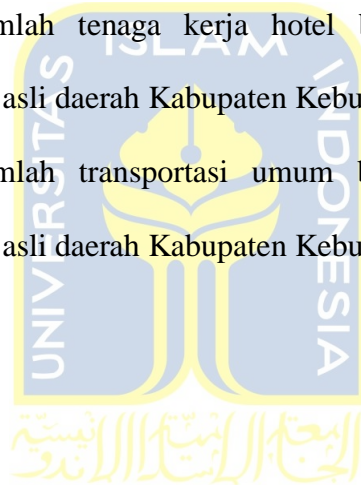 mlah tenaga kerja hotel b
ISLAM
asli daerah Kabupaten Kebu
mlah transportasi umum b
asli daerah Kabupaten Kebu
UNIVERSITAS
INDONESIA